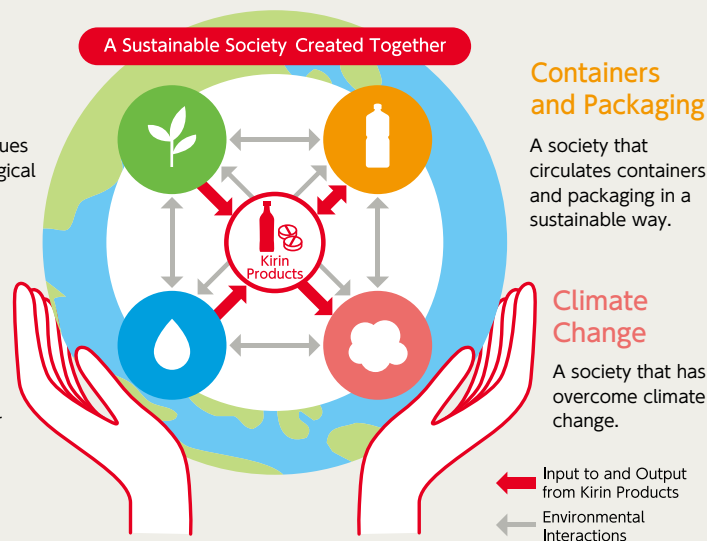 A Sustainable Society Created Together
ues
gical
Containers
and Packaging
A society that
circulates containers
and packaging in a
sustainable way.
Kirin
Products
Climate
Change
A society that has
overcome climate
change.
Input to and Output
from Kirin Products
Environmental
Interactions